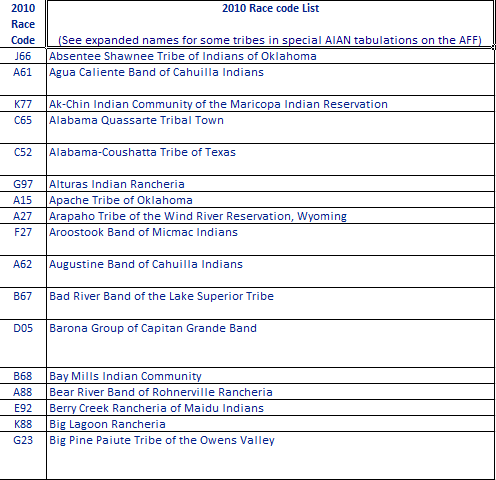 2010 Race Code 2010 Race code List
(See expanded names for some tribes in special AIAN tabulations on the AFF)
J66 Absentee Shawnee Tribe of Indians of Oklahoma
A61 Agua Caliente Band of Cahuilla Indians
K77 Ak-Chin Indian Community of the Maricopa Indian Reservation
C65 Alabama Quassarte Tribal Town
C52 Alabama-Coushatta Tribe of Texas
G97 Alturas Indian Rancheria
A15 Apache Tribe of Oklahoma
A27 Arapaho Tribe of the Wind River Reservation, Wyoming
F27 Aroostook Band of Micmac Indians
A62 Augustine Band of Cahuilla Indians
B67 Bad River Band of the Lake Superior Tribe
D05 Barona Group of Capitan Grande Band
B68 Bay Mills Indian Community
A88 Bear River Band of Rohnerville Rancheria
E92 Berry Creek Rancheria of Maidu Indians
K88 Big Lagoon Rancheria
G23 Big Pine Paiute Tribe of the Owens Valley